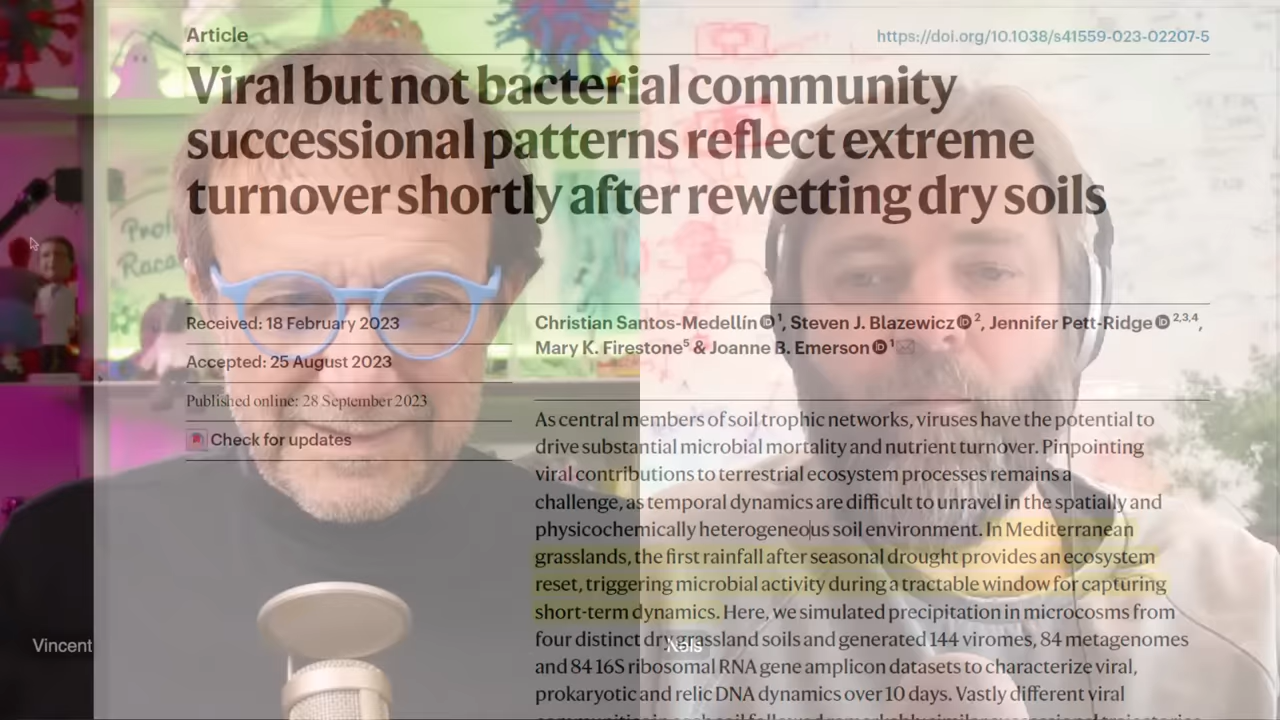 Article
https://doi.org/10.1038/s41559-023-02207-5
Viral but not bacterial community
successional patterns reflect extreme
turnover shortly after rewetting dry soils
Received: 18 February 2023
Accepted: 25 August 2023
Published online: 28 September 2023
Check for updates
Christian Santos-Medellín 1, Steven J. Blazewicz 2, Jennifer Pett-Ridge 2,3,4,
Mary K. Firestone5 & Joanne B. Emerson 1
As central members of soil trophic networks, viruses have the potential to
drive substantial microbial mortality and nutrient turnover. Pinpointing
viral contributions to terrestrial ecosystem processes remains a
challenge, as temporal dynamics are difficult to unravel in the spatially and
physicochemically heterogeneous soil environment. In Mediterranean
grasslands, the first rainfall after seasonal drought provides an ecosystem
reset, triggering microbial activity during a tractable window for capturing
short-term dynamics. Here, we simulated precipitation in microcosms from
four distinct dry grassland soils and generated 144 viromes, 84 metagenomes
and 84 16S ribosomal RNA gene amplicon datasets to characterize viral,
prokaryotic and relic DNA dynamics over 10 days. Vastly different viral
Vincent
Nels